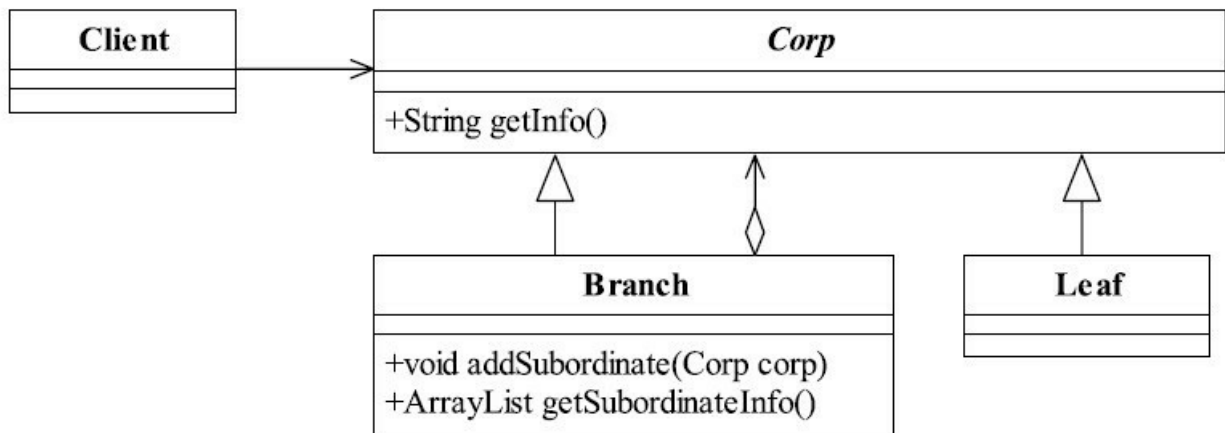 Client
Corp
+String getInfo()
Branch
Leaf
+void addSubordinate(Corp corp)
+ArrayList getSubordinateInfo()